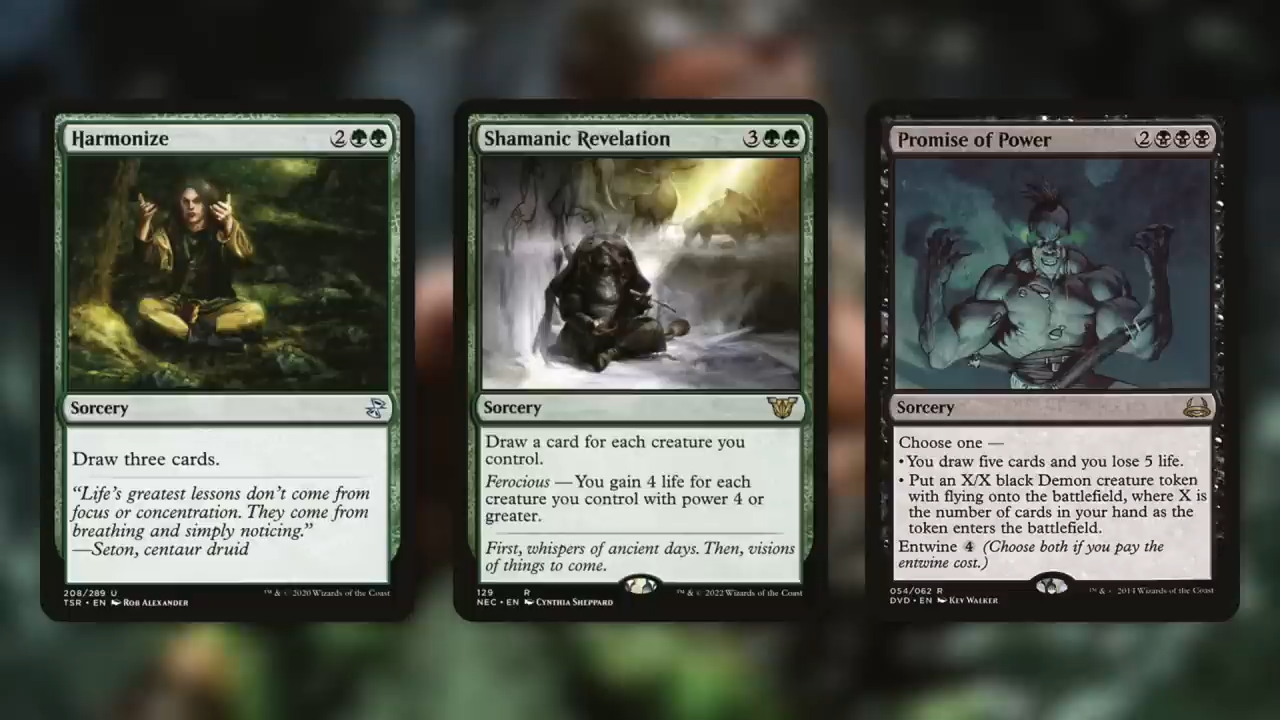 Harmonize 2
Sorcery
Draw three cards.
“Life’s greatest lessons don’t come from
focus or concentration. They come from
breathing and simply noticing.”
—Seton, centaur druid
208/289 U
TSR • EN Rob Alexander
™ & © 2020 Wizards of the Coast
Shamanic Revelation 3
Sorcery
Draw a card for each creature you
control.
Ferocious — You gain 4 life for each
creature you control with power 4 or
greater.
First, whispers of ancient days. Then, visions
of things to come.
129 R
NEC • EN Cynthia Sheppard
™ & © 2022 Wizards of the Coast
Promise of Power 2
Sorcery
Choose one —
• You draw five cards and you lose 5 life.
• Put an X/X black Demon creature token
with flying onto the battlefield, where X is
the number of cards in your hand as the
token enters the battlefield.
Entwine 4 (Choose both if you pay the
entwine cost.)
054/062 R
DVD • EN Kev Walker
™ & © 2014 Wizards of the Coast